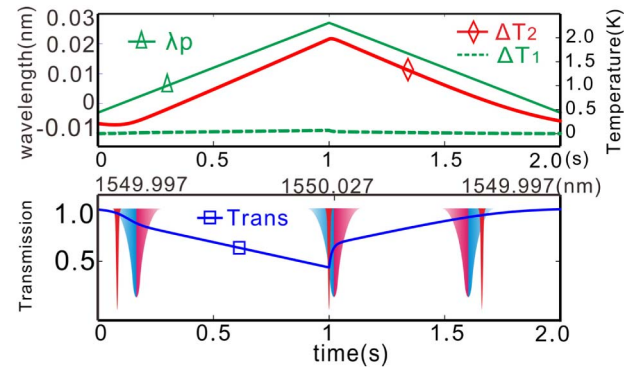 wavelength(nm)
0.03
0.02
0.01
0
-0.01
λp
ΔT2
ΔT1
2.0
1.5
1.0
0.5
0
Temperature(K)
0 0.5 1 1.5 2.0(s)
1549.997 1550.027 1549.997(nm)
Transmission
1.0
0.5
Trans
0 0.5 1 1.5 2.0
time(s)